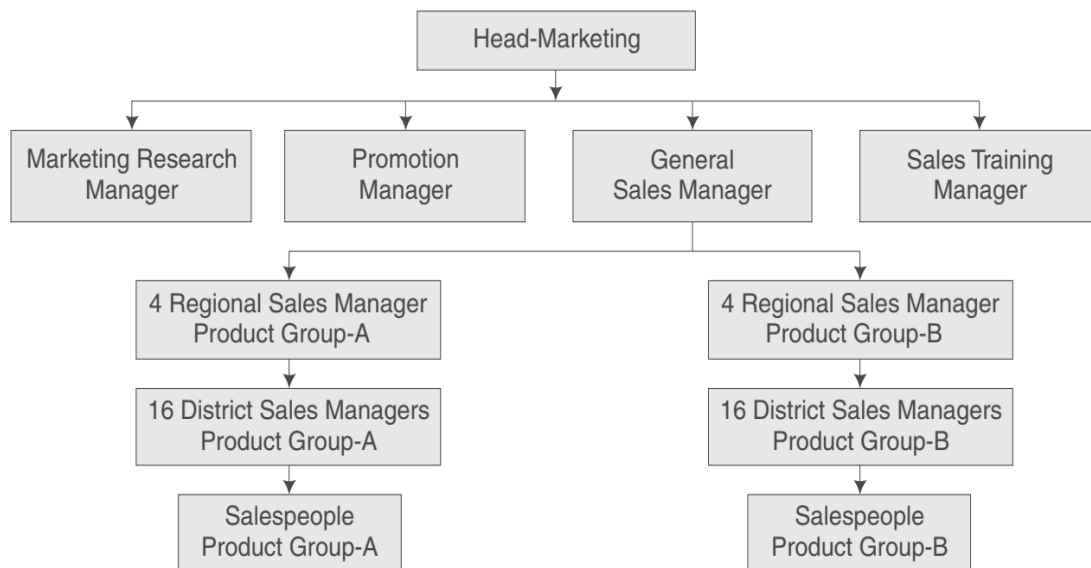 Head-Marketing
Marketing Research
Manager
Promotion
Manager
General
Sales Manager
Sales Training
Manager
4 Regional Sales Manager
Product Group-A
4 Regional Sales Manager
Product Group-B
16 District Sales Managers
Product Group-A
16 District Sales Managers
Product Group-B
Salespeople
Product Group-A
Salespeople
Product Group-B